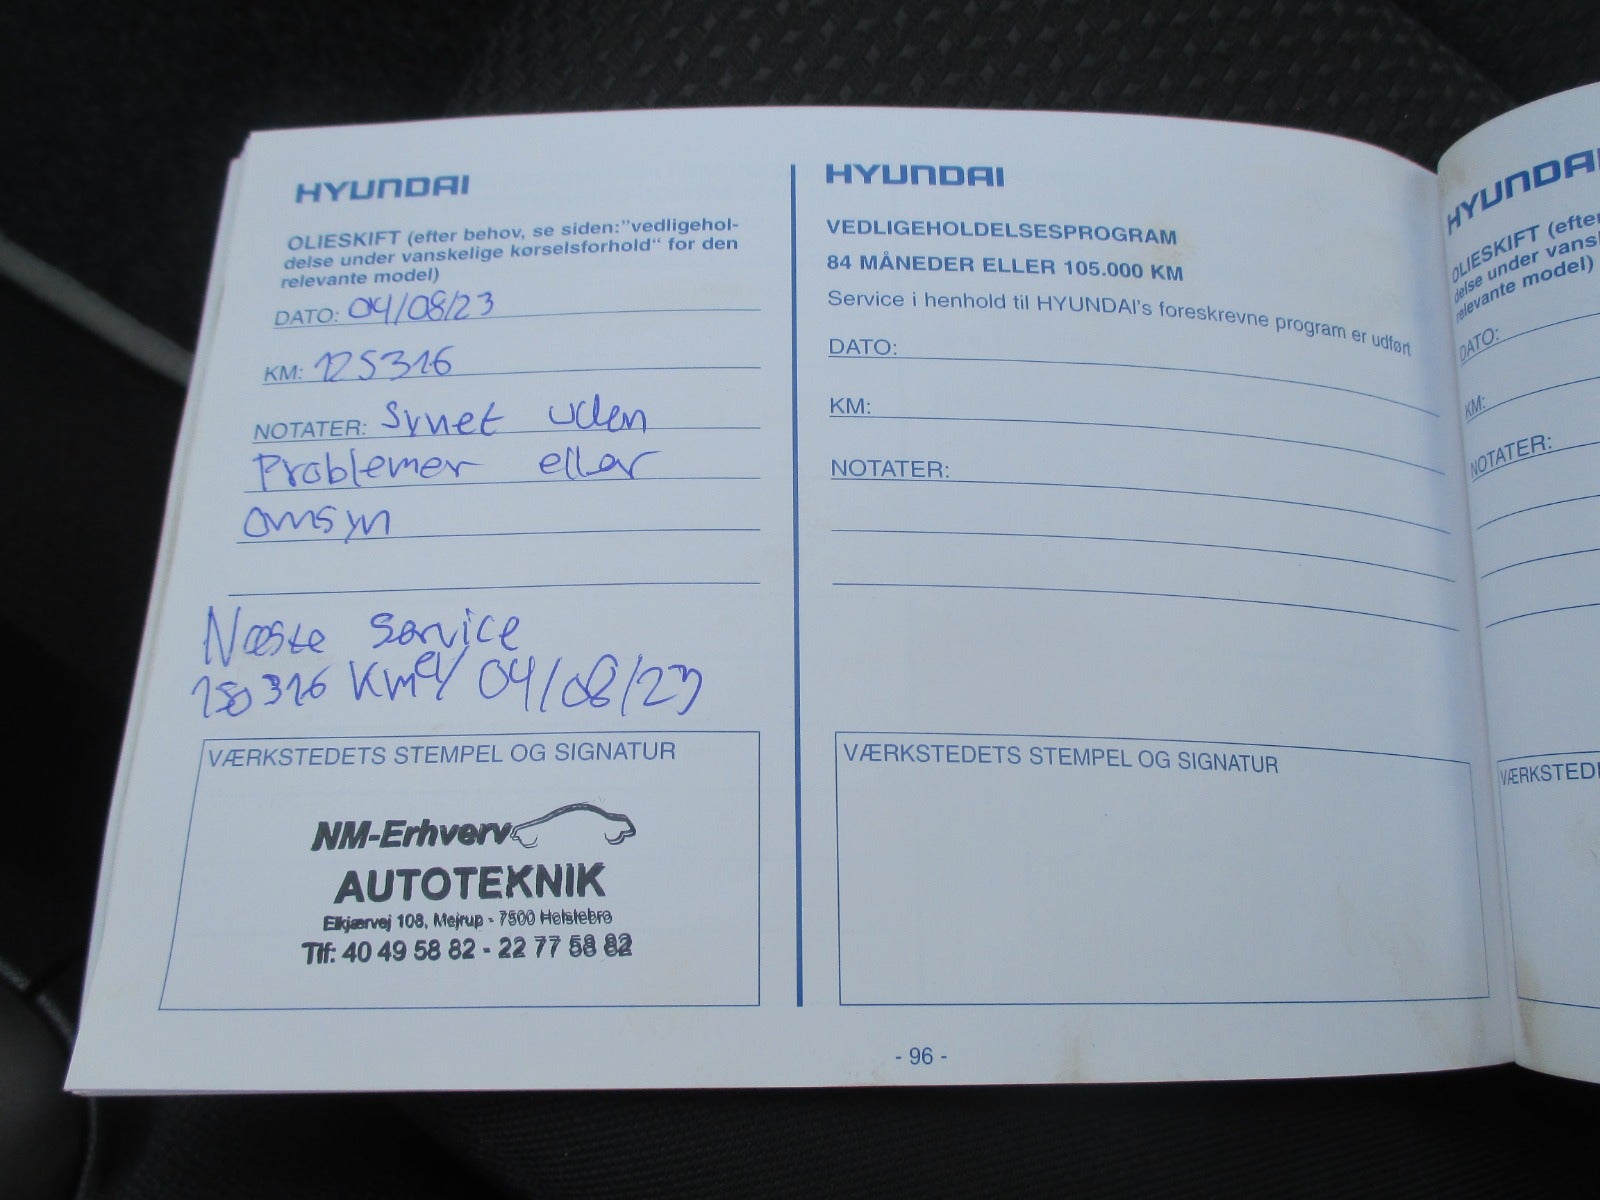 HYUNDAI
OLIESKIFT (efter behov, se siden:"vedligehol-
delse under vanskelige kørselsforhold" for den
relevante model)
DATO: 04/08/23
KM: 125316
NOTATER: Synet uden
Problemer eller
omsyn
Næste service
150316 Km el/ 04/08/23
VÆRKSTEDETS STEMPEL OG SIGNATUR
NM-Erhverv
AUTOTEKNIK
Elkjærvej 108, Mejrup - 7500 Holstebro
Tlf: 40 49 58 82 - 22 77 58 82
HYUNDAI
VEDLIGEHOLDELSESPROGRAM
84 MÅNEDER ELLER 105.000 KM
Service i henhold til HYUNDAI's foreskrevne program er udført
DATO:
KM:
NOTATER:
VÆRKSTEDETS STEMPEL OG SIGNATUR
- 96 -
HYUNDAI
OLIESKIFT (efter
delse under vansk
relevante model)
DATO:
KM:
NOTATER:
VÆRKSTED